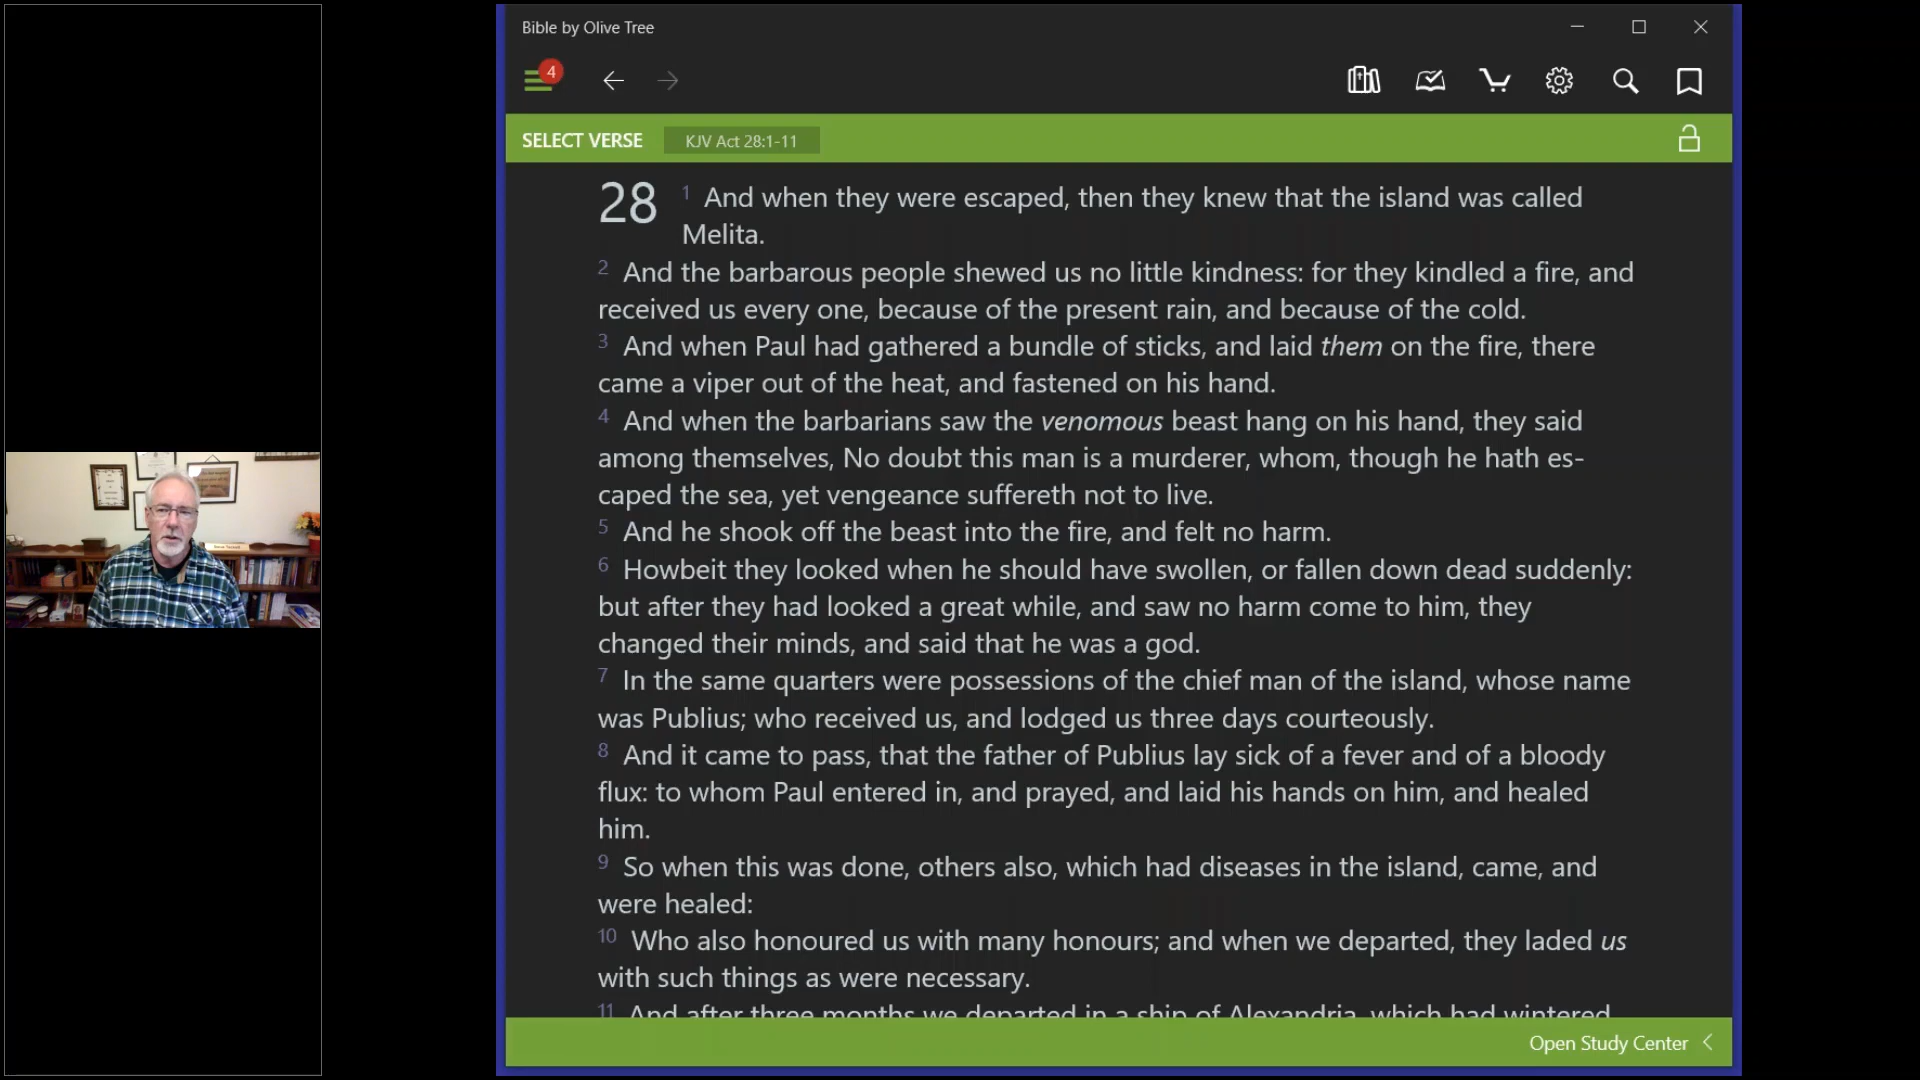 Bible by Olive Tree
4
SELECT VERSE
KJV Act 28:1-11
28 1 And when they were escaped, then they knew that the island was called
Melita.
2 And the barbarous people shewed us no little kindness: for they kindled a fire, and
received us every one, because of the present rain, and because of the cold.
3 And when Paul had gathered a bundle of sticks, and laid them on the fire, there
came a viper out of the heat, and fastened on his hand.
4 And when the barbarians saw the venomous beast hang on his hand, they said
among themselves, No doubt this man is a murderer, whom, though he hath es-
caped the sea, yet vengeance suffereth not to live.
5 And he shook off the beast into the fire, and felt no harm.
6 Howbeit they looked when he should have swollen, or fallen down dead suddenly:
but after they had looked a great while, and saw no harm come to him, they
changed their minds, and said that he was a god.
7 In the same quarters were possessions of the chief man of the island, whose name
was Publius; who received us, and lodged us three days courteously.
8 And it came to pass, that the father of Publius lay sick of a fever and of a bloody
flux: to whom Paul entered in, and prayed, and laid his hands on him, and healed
him.
9 So when this was done, others also, which had diseases in the island, came, and
were healed:
10 Who also honoured us with many honours; and when we departed, they laded us
with such things as were necessary.
11 And after three months we departed in a ship of Alexandria, which had wintered
Open Study Center